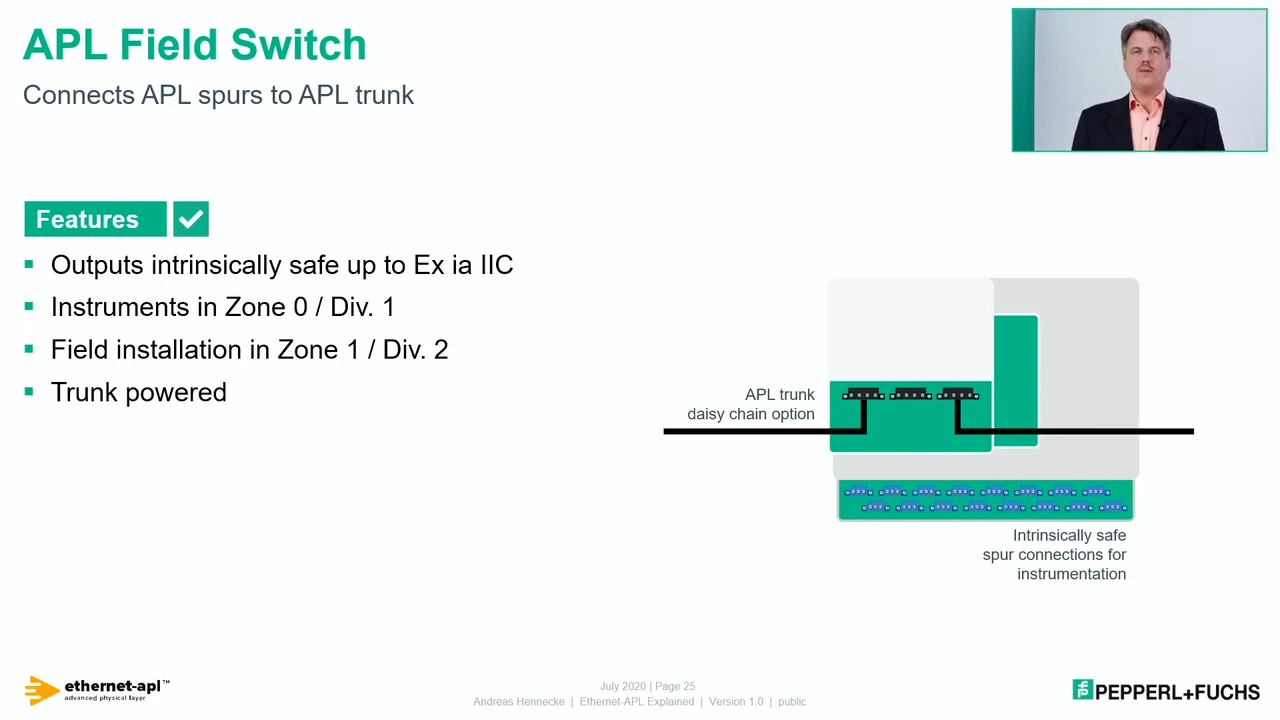 APL Field Switch
Connects APL spurs to APL trunk
Features
Outputs intrinsically safe up to Ex ia IIC
Instruments in Zone 0 / Div. 1
Field installation in Zone 1 / Div. 2
Trunk powered
APL trunk
daisy chain option
Intrinsically safe
spur connections for
instrumentation
ethernet-apl™
advanced physical layer
July 2020 | Page 25
Andreas Hennecke | Ethernet-APL Explained | Version 1.0 | public
PEPPERL+FUCHS